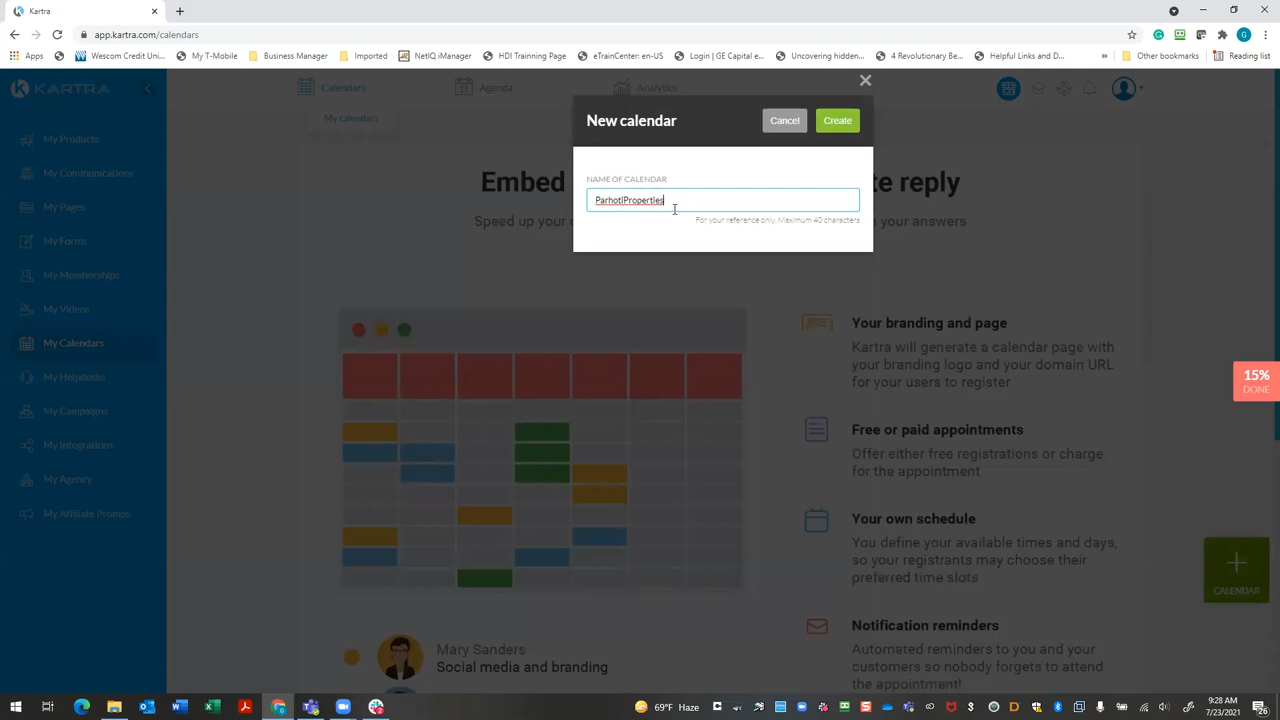 Kartra
app.kartra.com/calendars
Apps
Wescom Credit Uni...
My T-Mobile
Business Manager
Imported
NetIQ iManager
HDI Training Page
eTrainCenter: en-US
Login | GE Capital e...
Uncovering hidden...
4 Revolutionary Be...
Helpful Links and D...
»
Other bookmarks
Reading list
KARTRA
Calendars
Agenda
Analytics
My calendars
My Products
My Communications
My Pages
My Forms
My Memberships
My Videos
My Calendars
My Helpdesks
My Campaigns
My Integrations
My Agency
My Affiliate Promos
New calendar
Cancel
Create
NAME OF CALENDAR
ParhotiProperties
For your reference only. Maximum 40 characters
Embed
te reply
Speed up your c
your answers
Your branding and page
Kartra will generate a calendar page with
your branding logo and your domain URL
for your users to register
Free or paid appointments
Offer either free registrations or charge
for the appointment
Your own schedule
You define your available times and days,
so your registrants may choose their
preferred time slots
Notification reminders
Automated reminders to you and your
customers so nobody forgets to attend
the appointment!
Mary Sanders
Social media and branding
15%
DONE
CALENDAR
69°F Haze
9:28 AM
7/23/2021
26